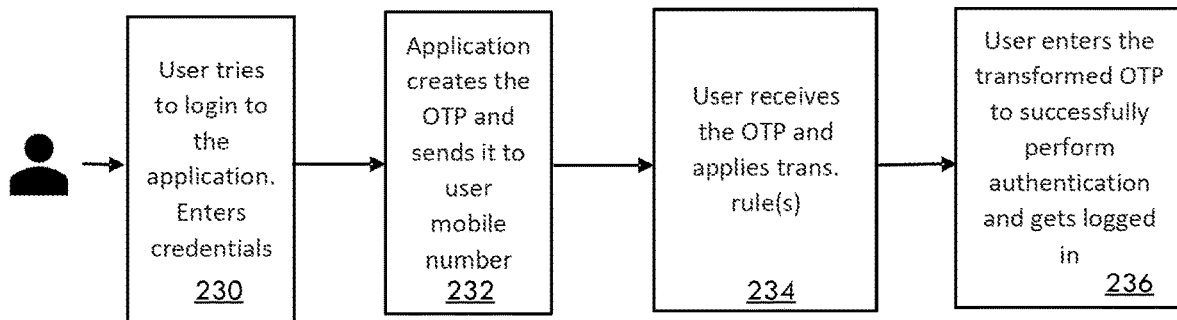 User tries
to login to
the
application.
Enters
credentials
230
Application
creates the
OTP and
sends it to
user
mobile
number
232
User receives
the OTP and
applies trans.
rule(s)
234
User enters the
transformed OTP
to successfully
perform
authentication
and gets logged
in
236